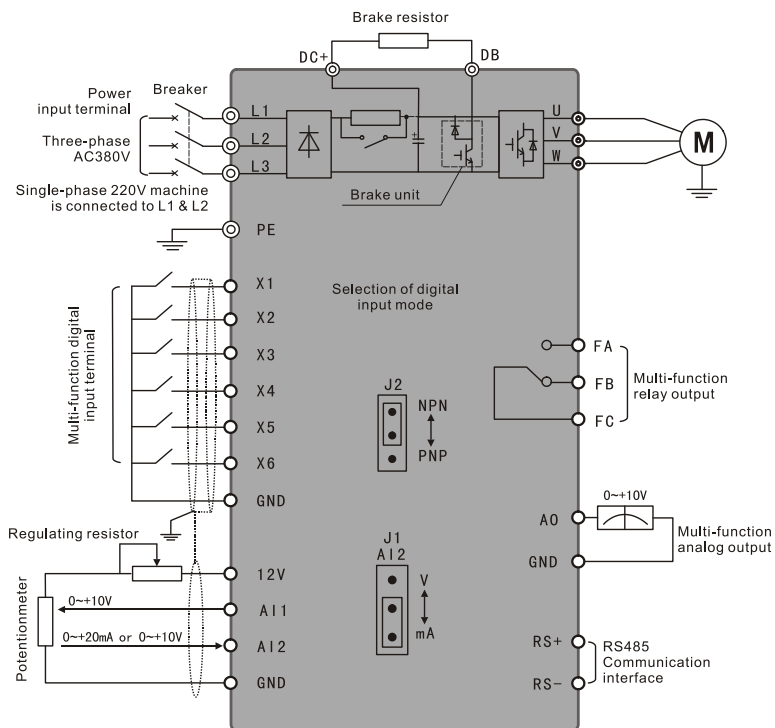 Brake resistor
DC+
DB
Power
input terminal
Breaker
L1
L2
L3
Three-phase
AC380V
Single-phase 220V machine
is connected to L1 & L2
+
Brake unit
U
V
W
M
PE
Multi-function digital
input terminal
X1
X2
X3
X4
X5
X6
GND
Selection of digital
input mode
J2
NPN
PNP
FA
FB
FC
Multi-function
relay output
Regulating resistor
Potentionmeter
12V
0~+10V
AI1
0~+20mA or 0~+10V
AI2
GND
J1
AI2
V
mA
0~+10V
AO
GND
Multi-function
analog output
RS+
RS-
RS485
Communication
interface